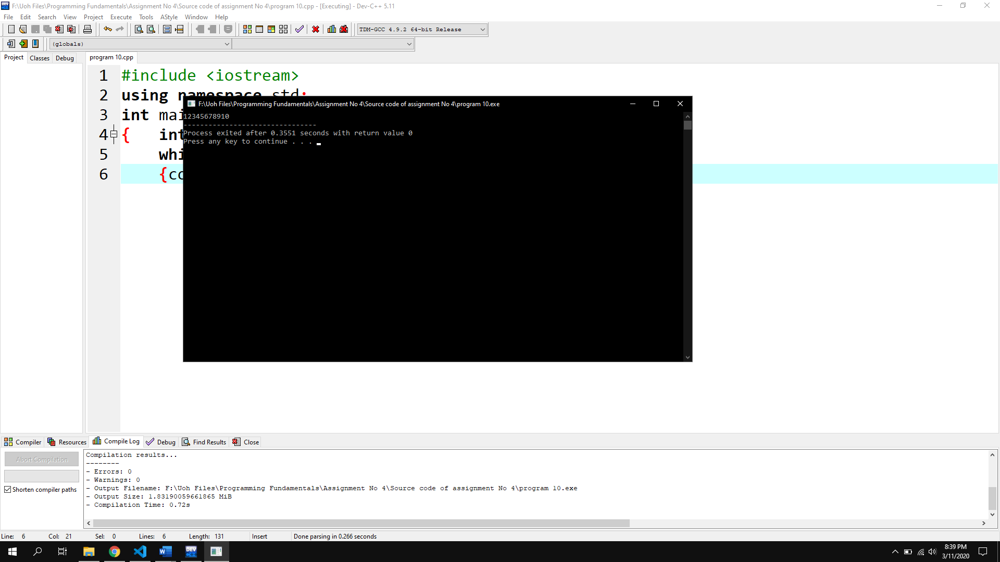 F:\Uoh Files\Programming Fundamentals\Assignment No 4\Source code of assignment No 4\program 10.cpp - [Executing] - Dev-C++ 5.11
File Edit Search View Project Execute Tools AStyle Window Help
TDM-GCC 4.9.2 64-bit Release
(globals)
Project Classes Debug program 10.cpp
1 #include <iostream>
2 using namespace std;
3 int mai
4 { int
5 whi
6 {co
F:\Uoh Files\Programming Fundamentals\Assignment No 4\Source code of assignment No 4\program 10.exe
12345678910
--------------------------------
Process exited after 0.3551 seconds with return value 0
Press any key to continue . . .
Compiler Resources Compile Log Debug Find Results Close
Abort Compilation
Shorten compiler paths
Compilation results...
--------
- Errors: 0
- Warnings: 0
- Output Filename: F:\Uoh Files\Programming Fundamentals\Assignment No 4\Source code of assignment No 4\program 10.exe
- Output Size: 1.83190059661865 MiB
- Compilation Time: 0.72s
Line: 6 Col: 21 Sel: 0 Lines: 6 Length: 131 Insert Done parsing in 0.266 seconds
DEV
8:39 PM
3/11/2020